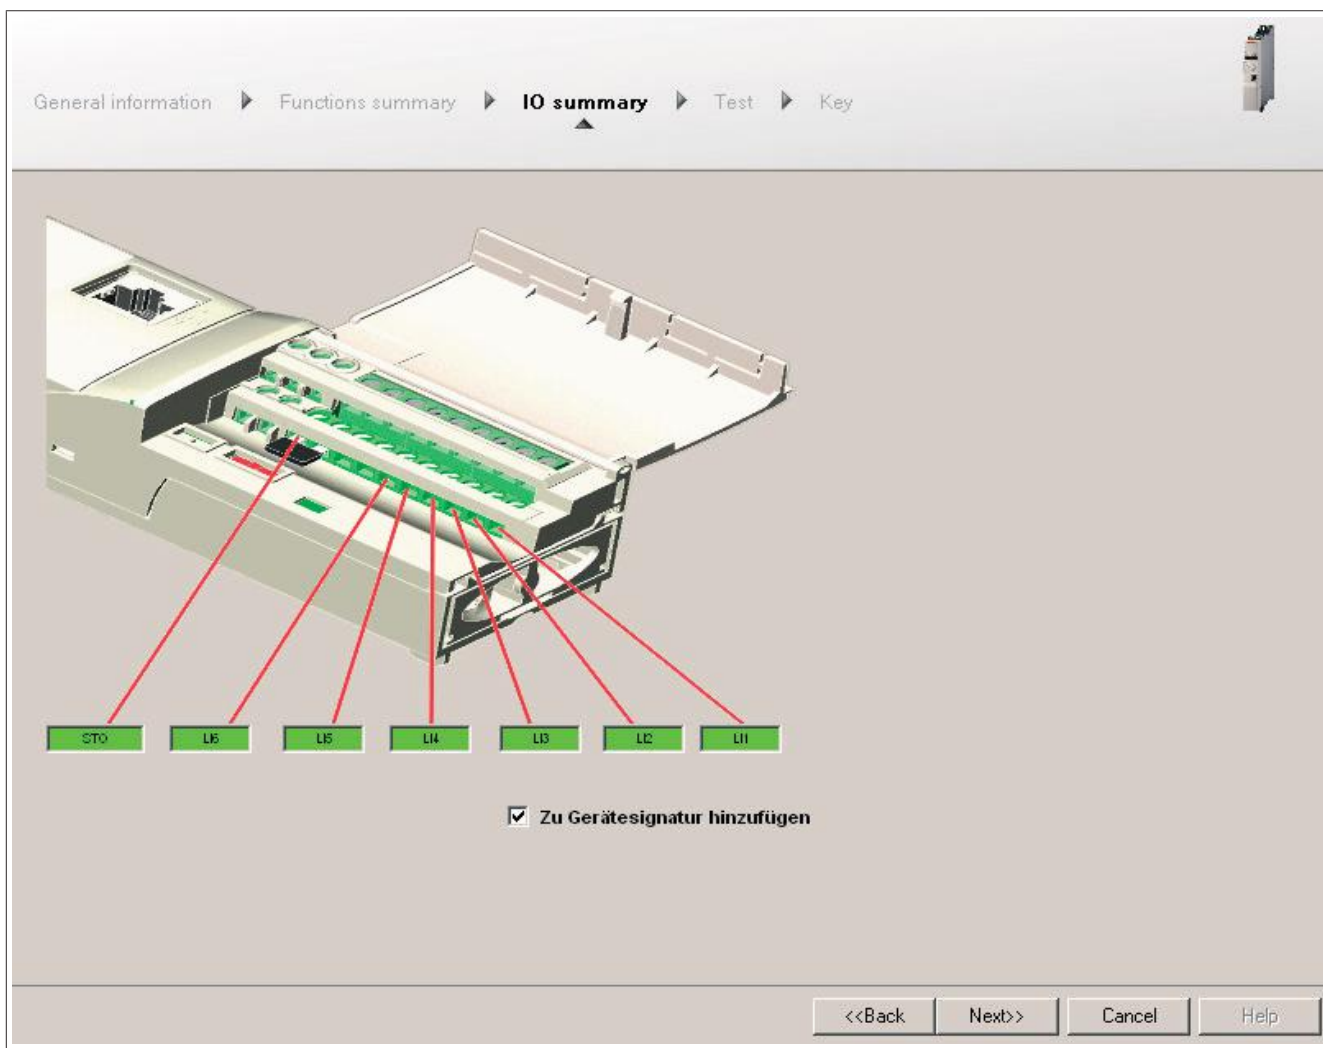 General information Functions summary IO summary Test Key
STO LI6 LI5 LI4 LI3 LI2 LI1
Zu Gerätesignatur hinzufügen
<<Back Next>> Cancel Help